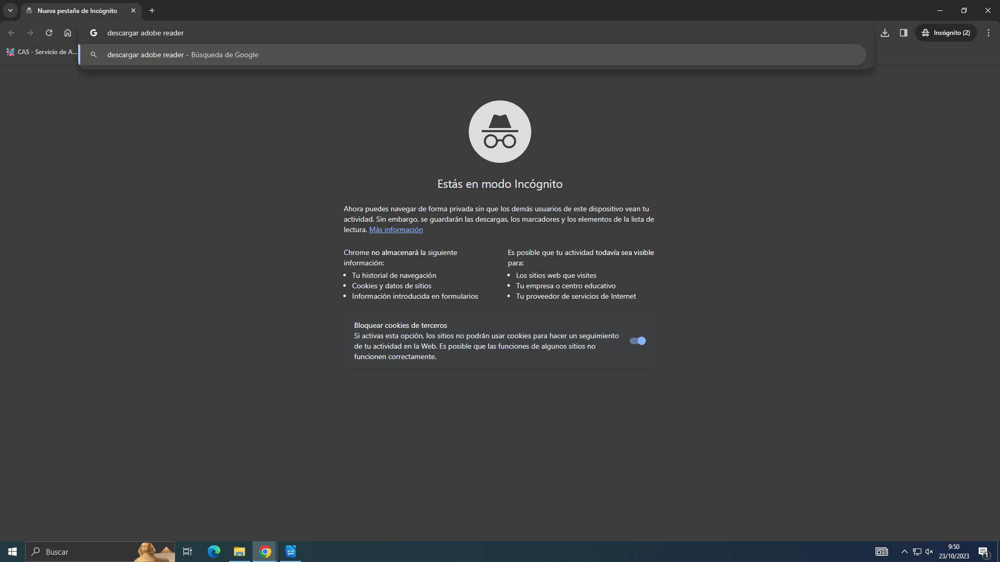 Nueva pestaña de Incógnito
descargar adobe reader
Incógnito (2)
CAS - Servicio de A...
descargar adobe reader - Búsqueda de Google
Estás en modo Incógnito
Ahora puedes navegar de forma privada sin que los demás usuarios de este dispositivo vean tu
actividad. Sin embargo, se guardarán las descargas, los marcadores y los elementos de la lista de
lectura. Más información
Chrome no almacenará la siguiente
información:
Tu historial de navegación
Cookies y datos de sitios
Información introducida en formularios
Es posible que tu actividad todavía sea visible
para:
Los sitios web que visites
Tu empresa o centro educativo
Tu proveedor de servicios de Internet
Bloquear cookies de terceros
Si activas esta opción, los sitios no podrán usar cookies para hacer un seguimiento
de tu actividad en la Web. Es posible que las funciones de algunos sitios no
funcionen correctamente.
Buscar
9:50
23/10/2023
1